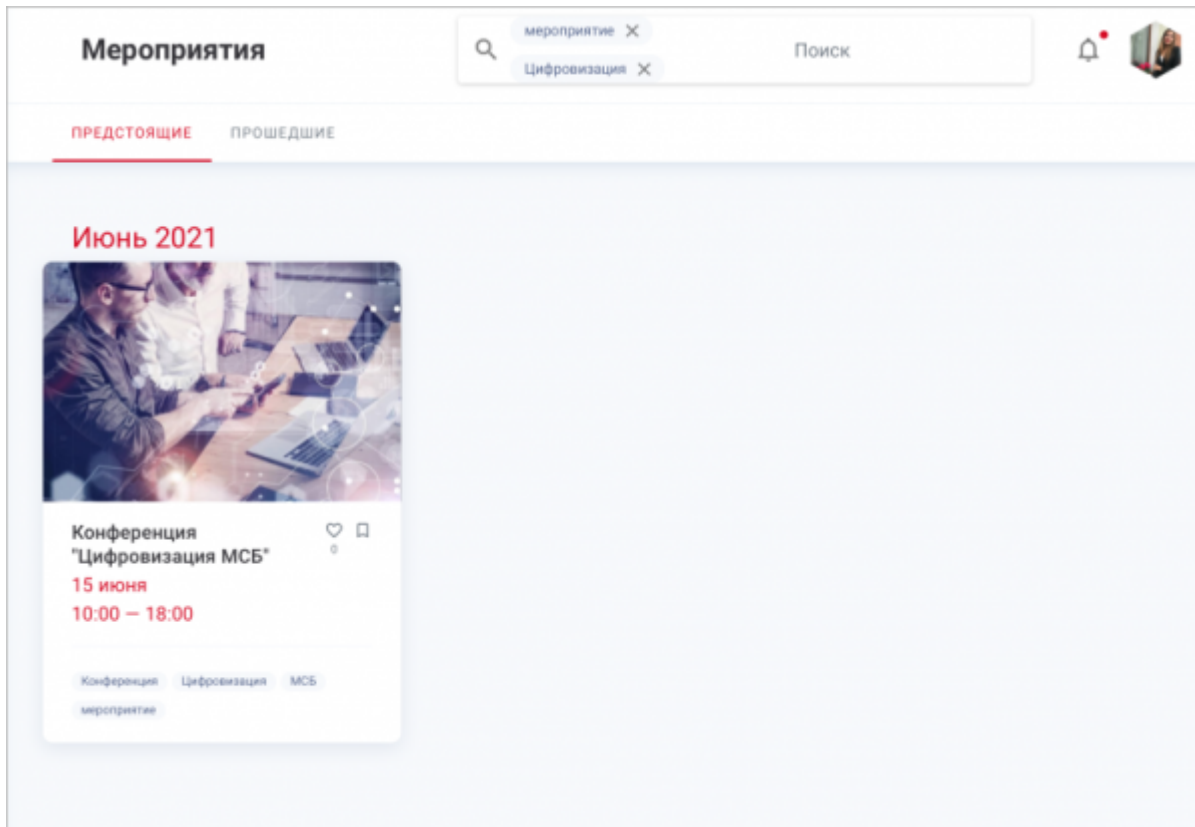 Мероприятия
мероприятие
Цифровизация
Поиск
ПРЕДСТОЯЩИЕ ПРОШЕДШИЕ
Июнь 2021
Конференция
"Цифровизация МСБ"
0
15 июня
10:00 — 18:00
Конференция Цифровизация МСБ
мероприятие